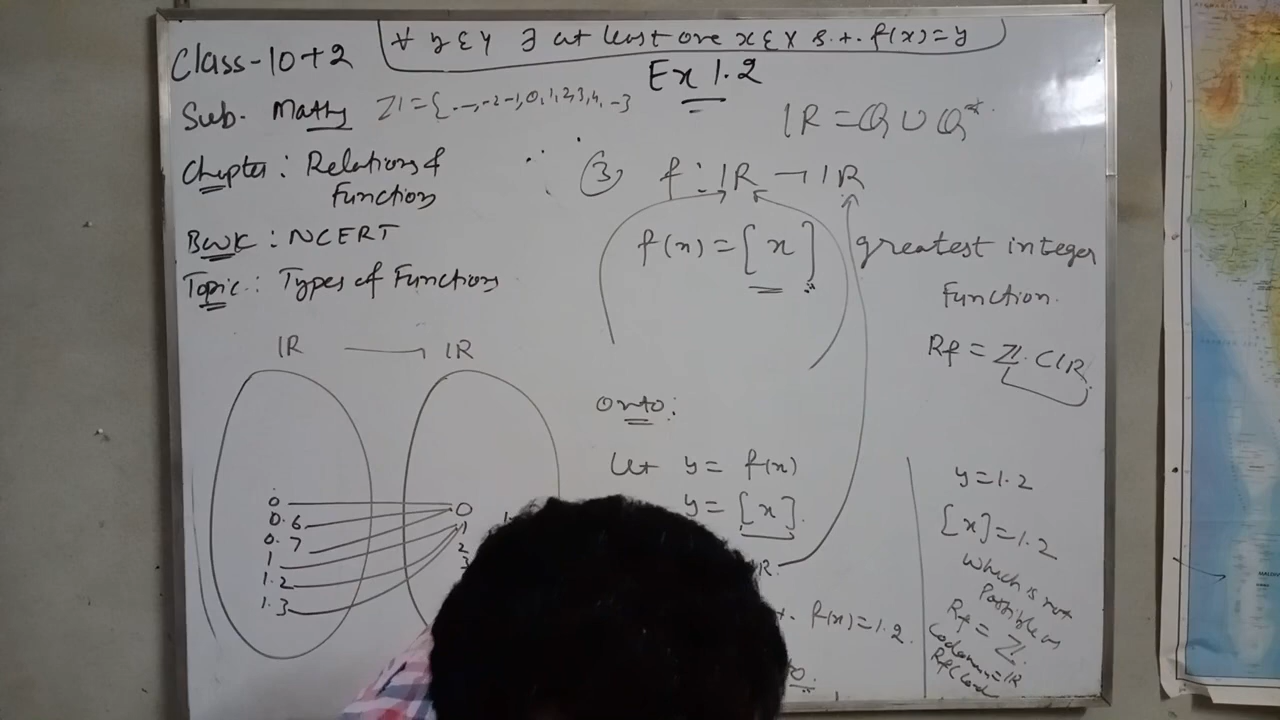 ∀ y ∈ Y ∃ at least one x ∈ X s.t. f(x)=y
Class-10+2
Ex 1.2
Sub. Maths
Z = {...,-2-1,0,1,2,3,4, -}
IR = Q ∪ Q*
Chapter: Relations &
Function
③ f: IR → IR
Book: NCERT
f(x) = [x]
greatest integer
Function.
Topic: Types of Functions
Rf = Z ⊂ IR.
IR → IR
onto:
Let y = f(x)
y = [x].
y=1.2
[x]=1.2
which is not
Possible as
Rf = Z.
Codomain=IR
0
0.6
0.7
1
1.2
1.3
0
1
2
3
R.
f(x)=1.2.